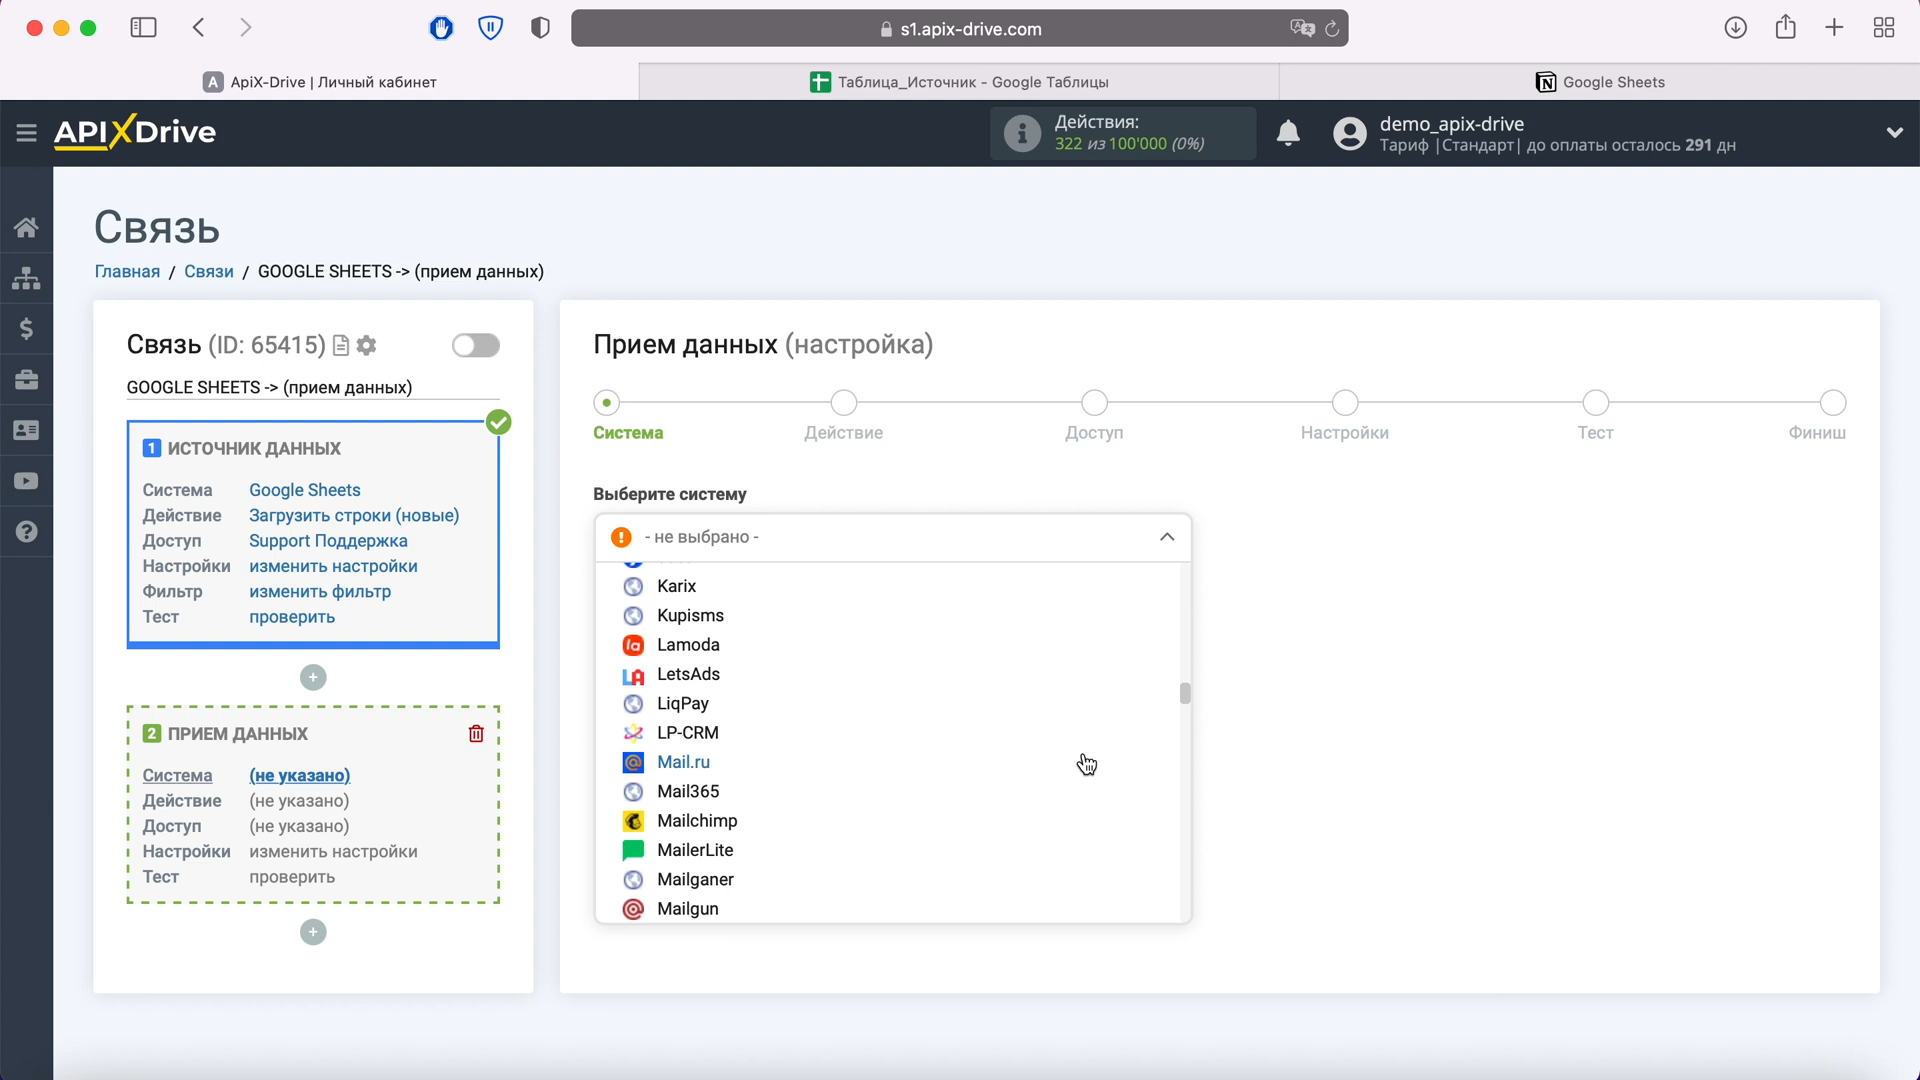 s1.apix-drive.com
A ApiX-Drive | Личный кабинет
Таблица_Источник - Google Таблицы
Google Sheets
APIXDrive
Действия:
322 из 100'000 (0%)
demo_apix-drive
Тариф |Стандарт| до оплаты осталось 291 дн
Связь
Главная / Связи / GOOGLE SHEETS -> (прием данных)
Связь (ID: 65415)
GOOGLE SHEETS -> (прием данных)
1 ИСТОЧНИК ДАННЫХ
Система Google Sheets
Действие Загрузить строки (новые)
Доступ Support Поддержка
Настройки изменить настройки
Фильтр изменить фильтр
Тест проверить
2 ПРИЕМ ДАННЫХ
Система (не указано)
Действие (не указано)
Доступ (не указано)
Настройки изменить настройки
Тест проверить
Прием данных (настройка)
Система Действие Доступ Настройки Тест Финиш
Выберите систему
- не выбрано -
Karix
Kupisms
Lamoda
LetsAds
LiqPay
LP-CRM
Mail.ru
Mail365
Mailchimp
MailerLite
Mailganer
Mailgun